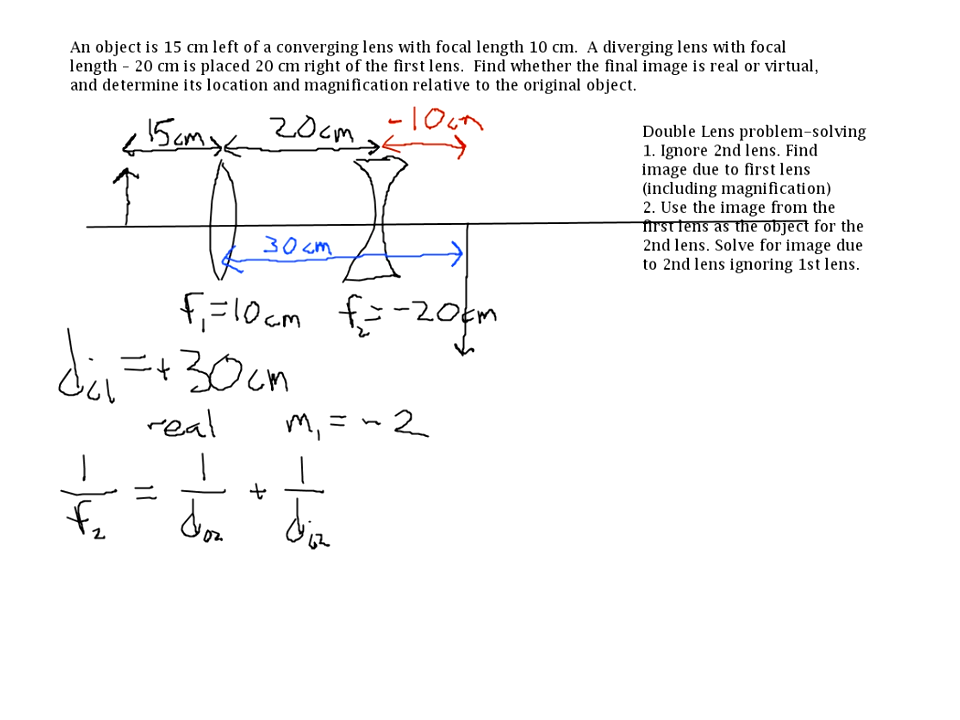 An object is 15 cm left of a converging lens with focal length 10 cm.  A diverging lens with focal
length - 20 cm is placed 20 cm right of the first lens.  Find whether the final image is real or virtual,
and determine its location and magnification relative to the original object.
15cm 20cm -10cm
Double Lens problem-solving
1. Ignore 2nd lens. Find
image due to first lens
(including magnification)
2. Use the image from the
first lens as the object for the
2nd lens. Solve for image due
to 2nd lens ignoring 1st lens.
30cm
f₁=10cm f₂=-20cm
di1 =+30cm
real m₁ = -2
1/f₂ = 1/do2 + 1/di2